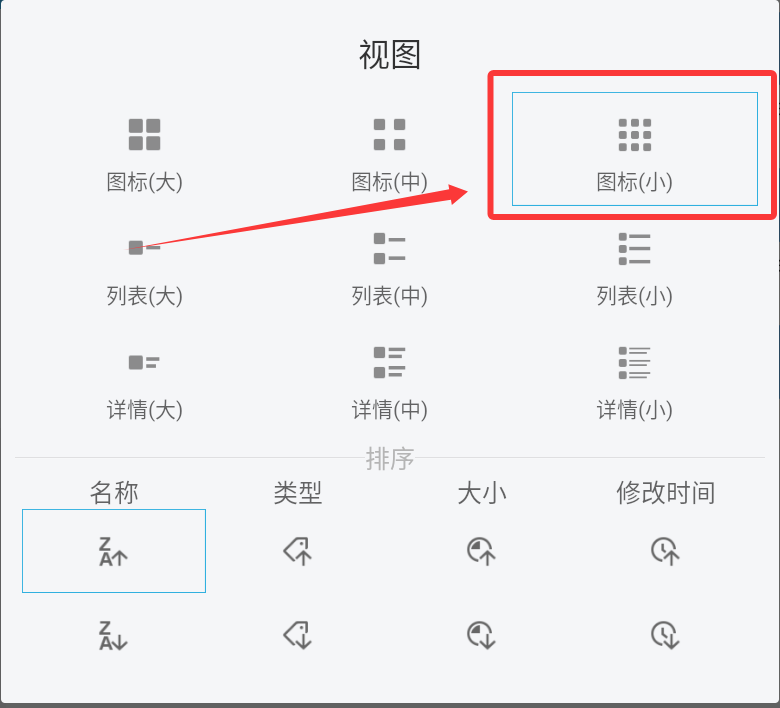 视图
图标(大) 图标(中) 图标(小)
列表(大) 列表(中) 列表(小)
详情(大) 详情(中) 详情(小)
排序
名称 类型 大小 修改时间
Z
A
Z
A